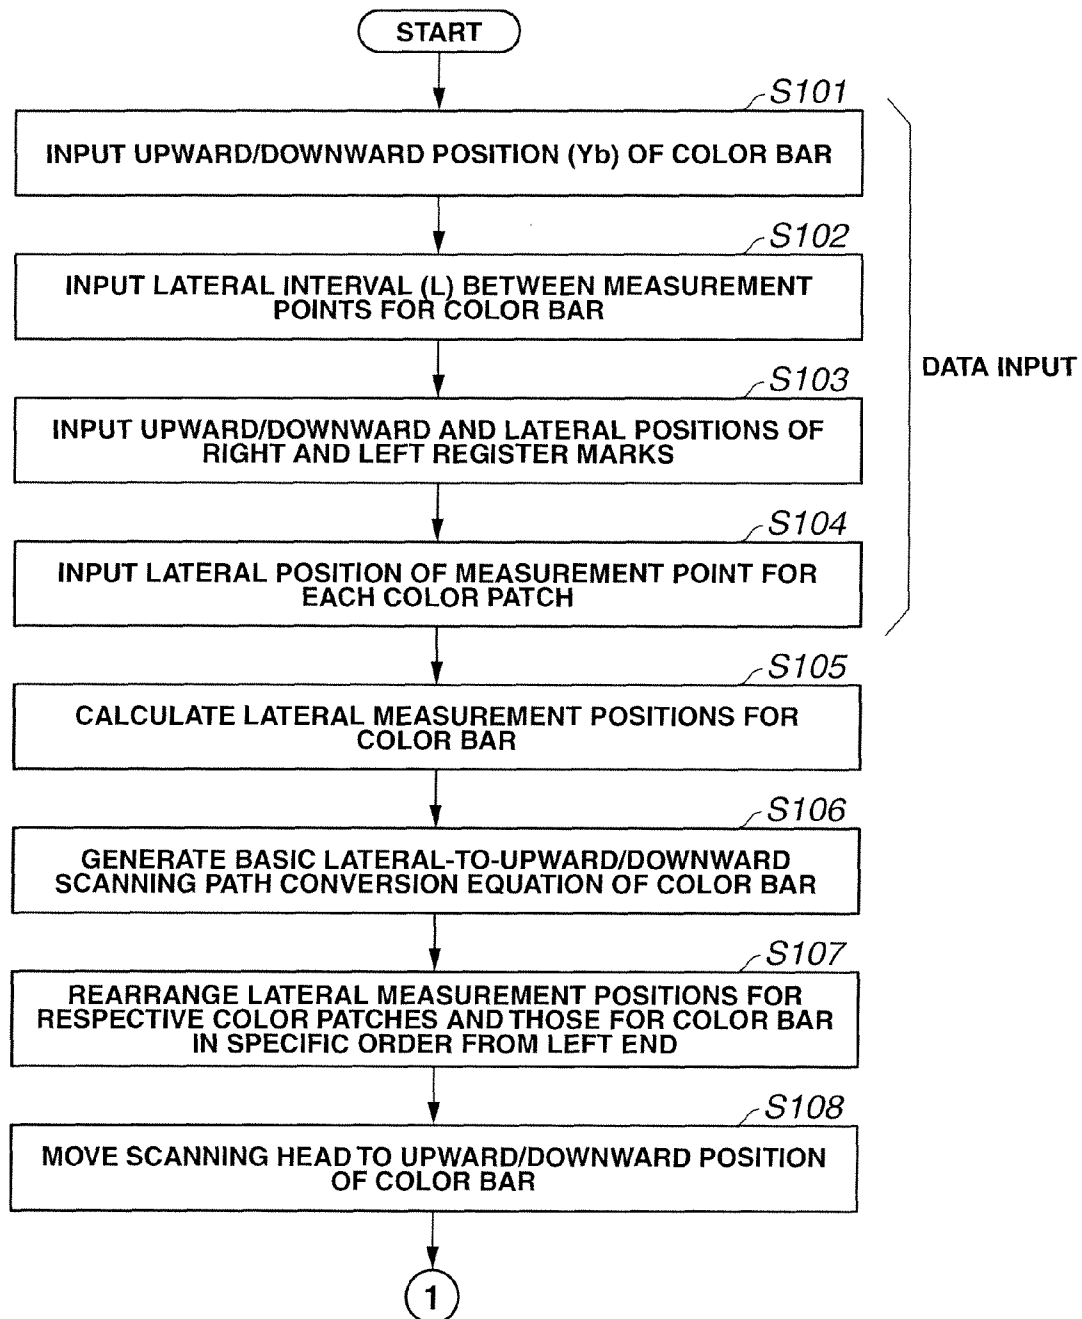 START
S101
INPUT UPWARD/DOWNWARD POSITION (Yb) OF COLOR BAR
S102
INPUT LATERAL INTERVAL (L) BETWEEN MEASUREMENT
POINTS FOR COLOR BAR
DATA INPUT
S103
INPUT UPWARD/DOWNWARD AND LATERAL POSITIONS OF
RIGHT AND LEFT REGISTER MARKS
S104
INPUT LATERAL POSITION OF MEASUREMENT POINT FOR
EACH COLOR PATCH
S105
CALCULATE LATERAL MEASUREMENT POSITIONS FOR
COLOR BAR
S106
GENERATE BASIC LATERAL-TO-UPWARD/DOWNWARD
SCANNING PATH CONVERSION EQUATION OF COLOR BAR
S107
REARRANGE LATERAL MEASUREMENT POSITIONS FOR
RESPECTIVE COLOR PATCHES AND THOSE FOR COLOR BAR
IN SPECIFIC ORDER FROM LEFT END
S108
MOVE SCANNING HEAD TO UPWARD/DOWNWARD POSITION
OF COLOR BAR
1